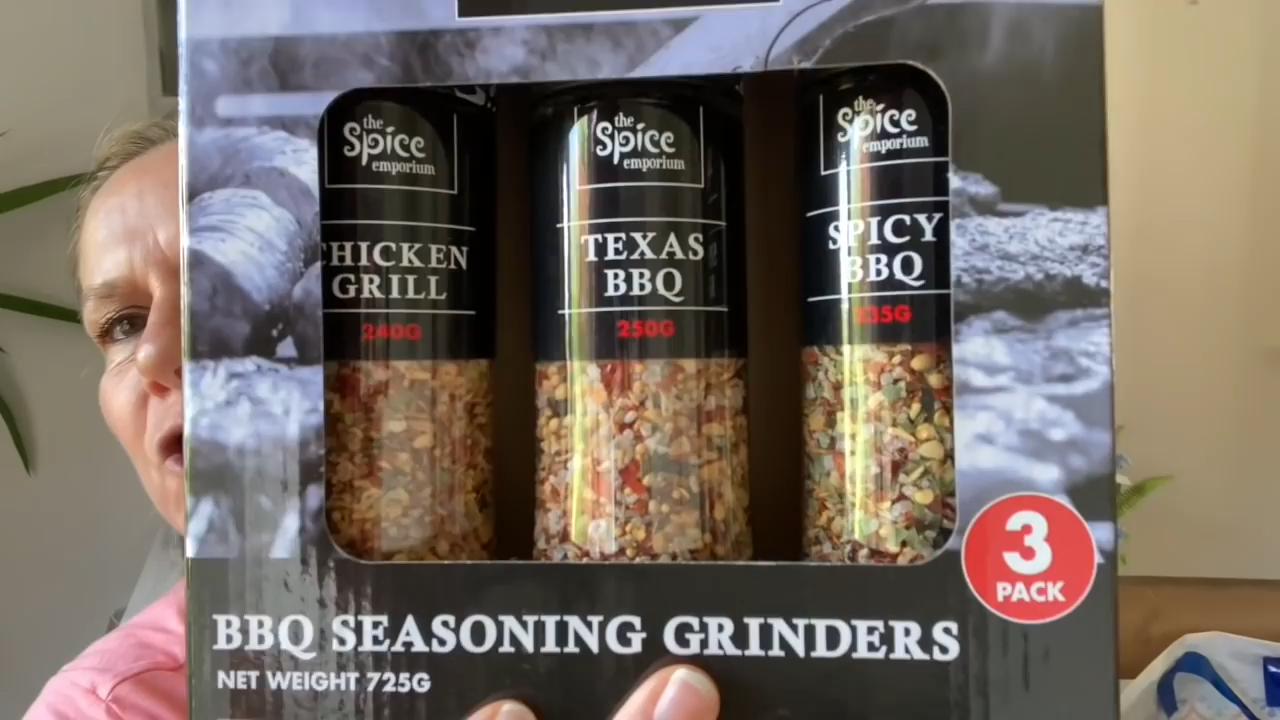 the
Spice
emporium
CHICKEN
GRILL
240G
the
Spice
emporium
TEXAS
BBQ
250G
the
Spice
emporium
SPICY
BBQ
235G
3
PACK
BBQ SEASONING GRINDERS
NET WEIGHT 725G